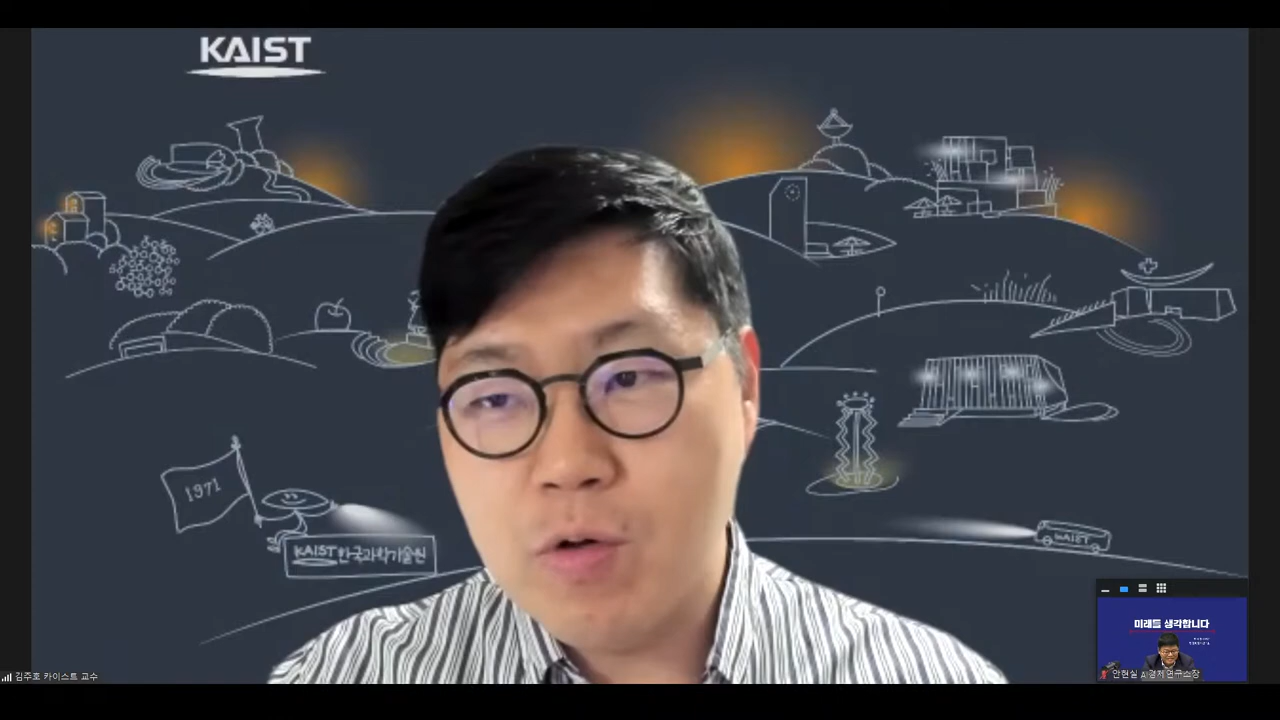 KAIST
1971
KAIST 한국과학기술원
KAIST
미래를 생각합니다
김주호 카이스트 교수
안현실 AI경제연구소장